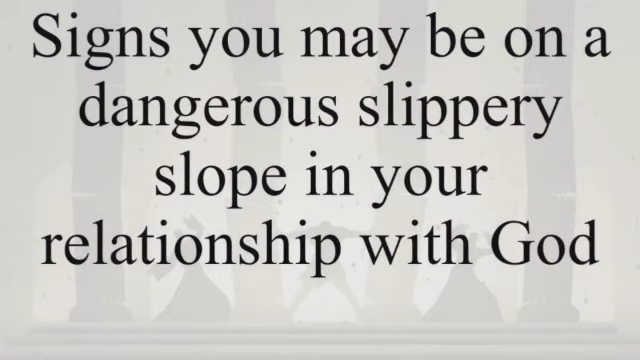 Signs you may be on a
dangerous slippery
slope in your
relationship with God